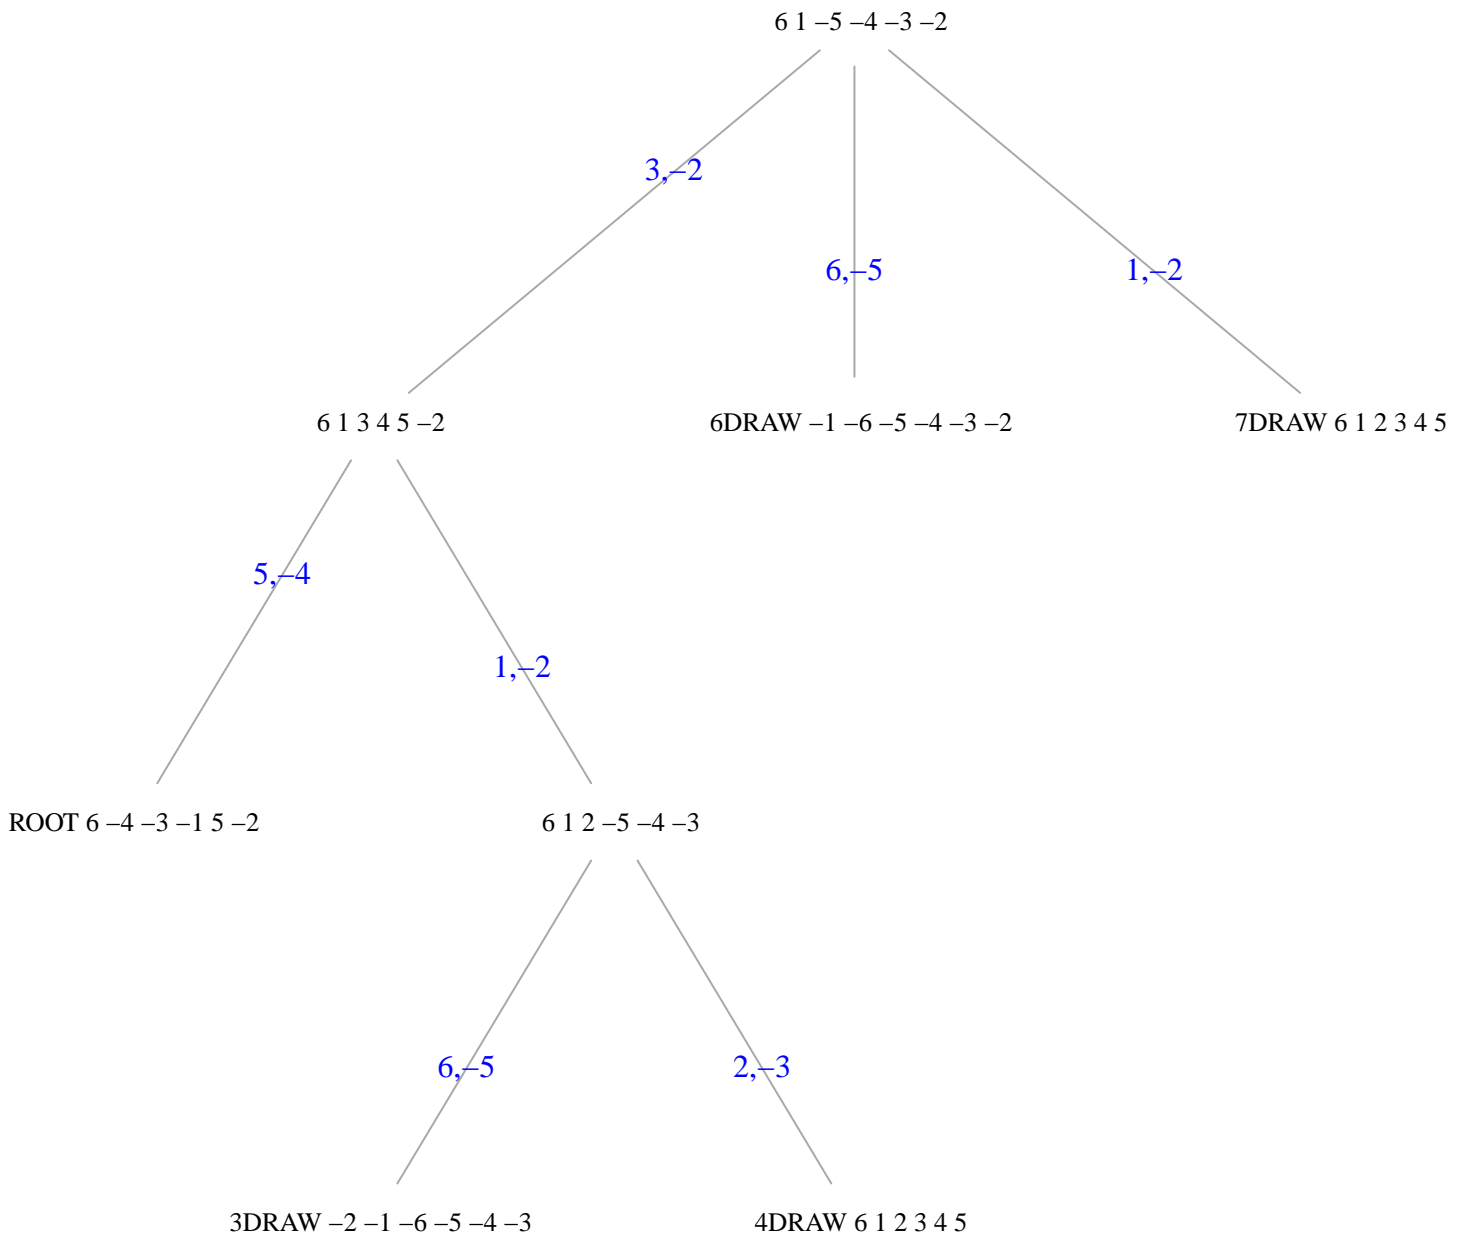 6 1 –5 –4 –3 –2
3,–2
6,–5
1,–2
6 1 3 4 5 –2
6DRAW –1 –6 –5 –4 –3 –2
7DRAW 6 1 2 3 4 5
5,–4
1,–2
ROOT 6 –4 –3 –1 5 –2
6 1 2 –5 –4 –3
6,–5
2,–3
3DRAW –2 –1 –6 –5 –4 –3
4DRAW 6 1 2 3 4 5